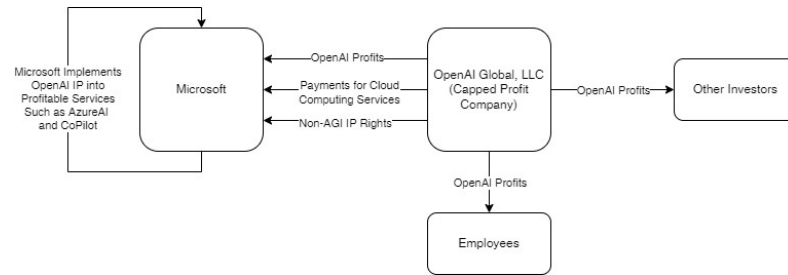 Microsoft Implements
OpenAI IP into
Profitable Services
Such as AzureAI
and CoPilot
Microsoft
OpenAI Profits
Payments for Cloud
Computing Services
Non-AGI IP Rights
OpenAI Global, LLC
(Capped Profit
Company)
OpenAI Profits
Other Investors
OpenAI Profits
Employees